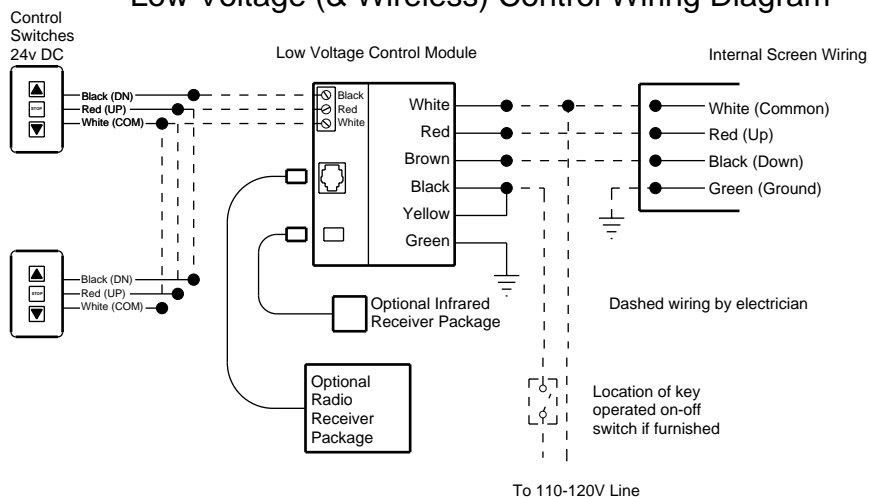 Low Voltage (& Wireless) Control Wiring Diagram
Control
Switches
24v DC
Low Voltage Control Module
Internal Screen Wiring
STOP
Black (DN)
Red (UP)
White (COM)
Black
Red
White
White
Red
Brown
Black
Yellow
Green
White (Common)
Red (Up)
Black (Down)
Green (Ground)
STOP
Black (DN)
Red (UP)
White (COM)
Optional Infrared
Receiver Package
Dashed wiring by electrician
Optional
Radio
Receiver
Package
Location of key
operated on-off
switch if furnished
To 110-120V Line